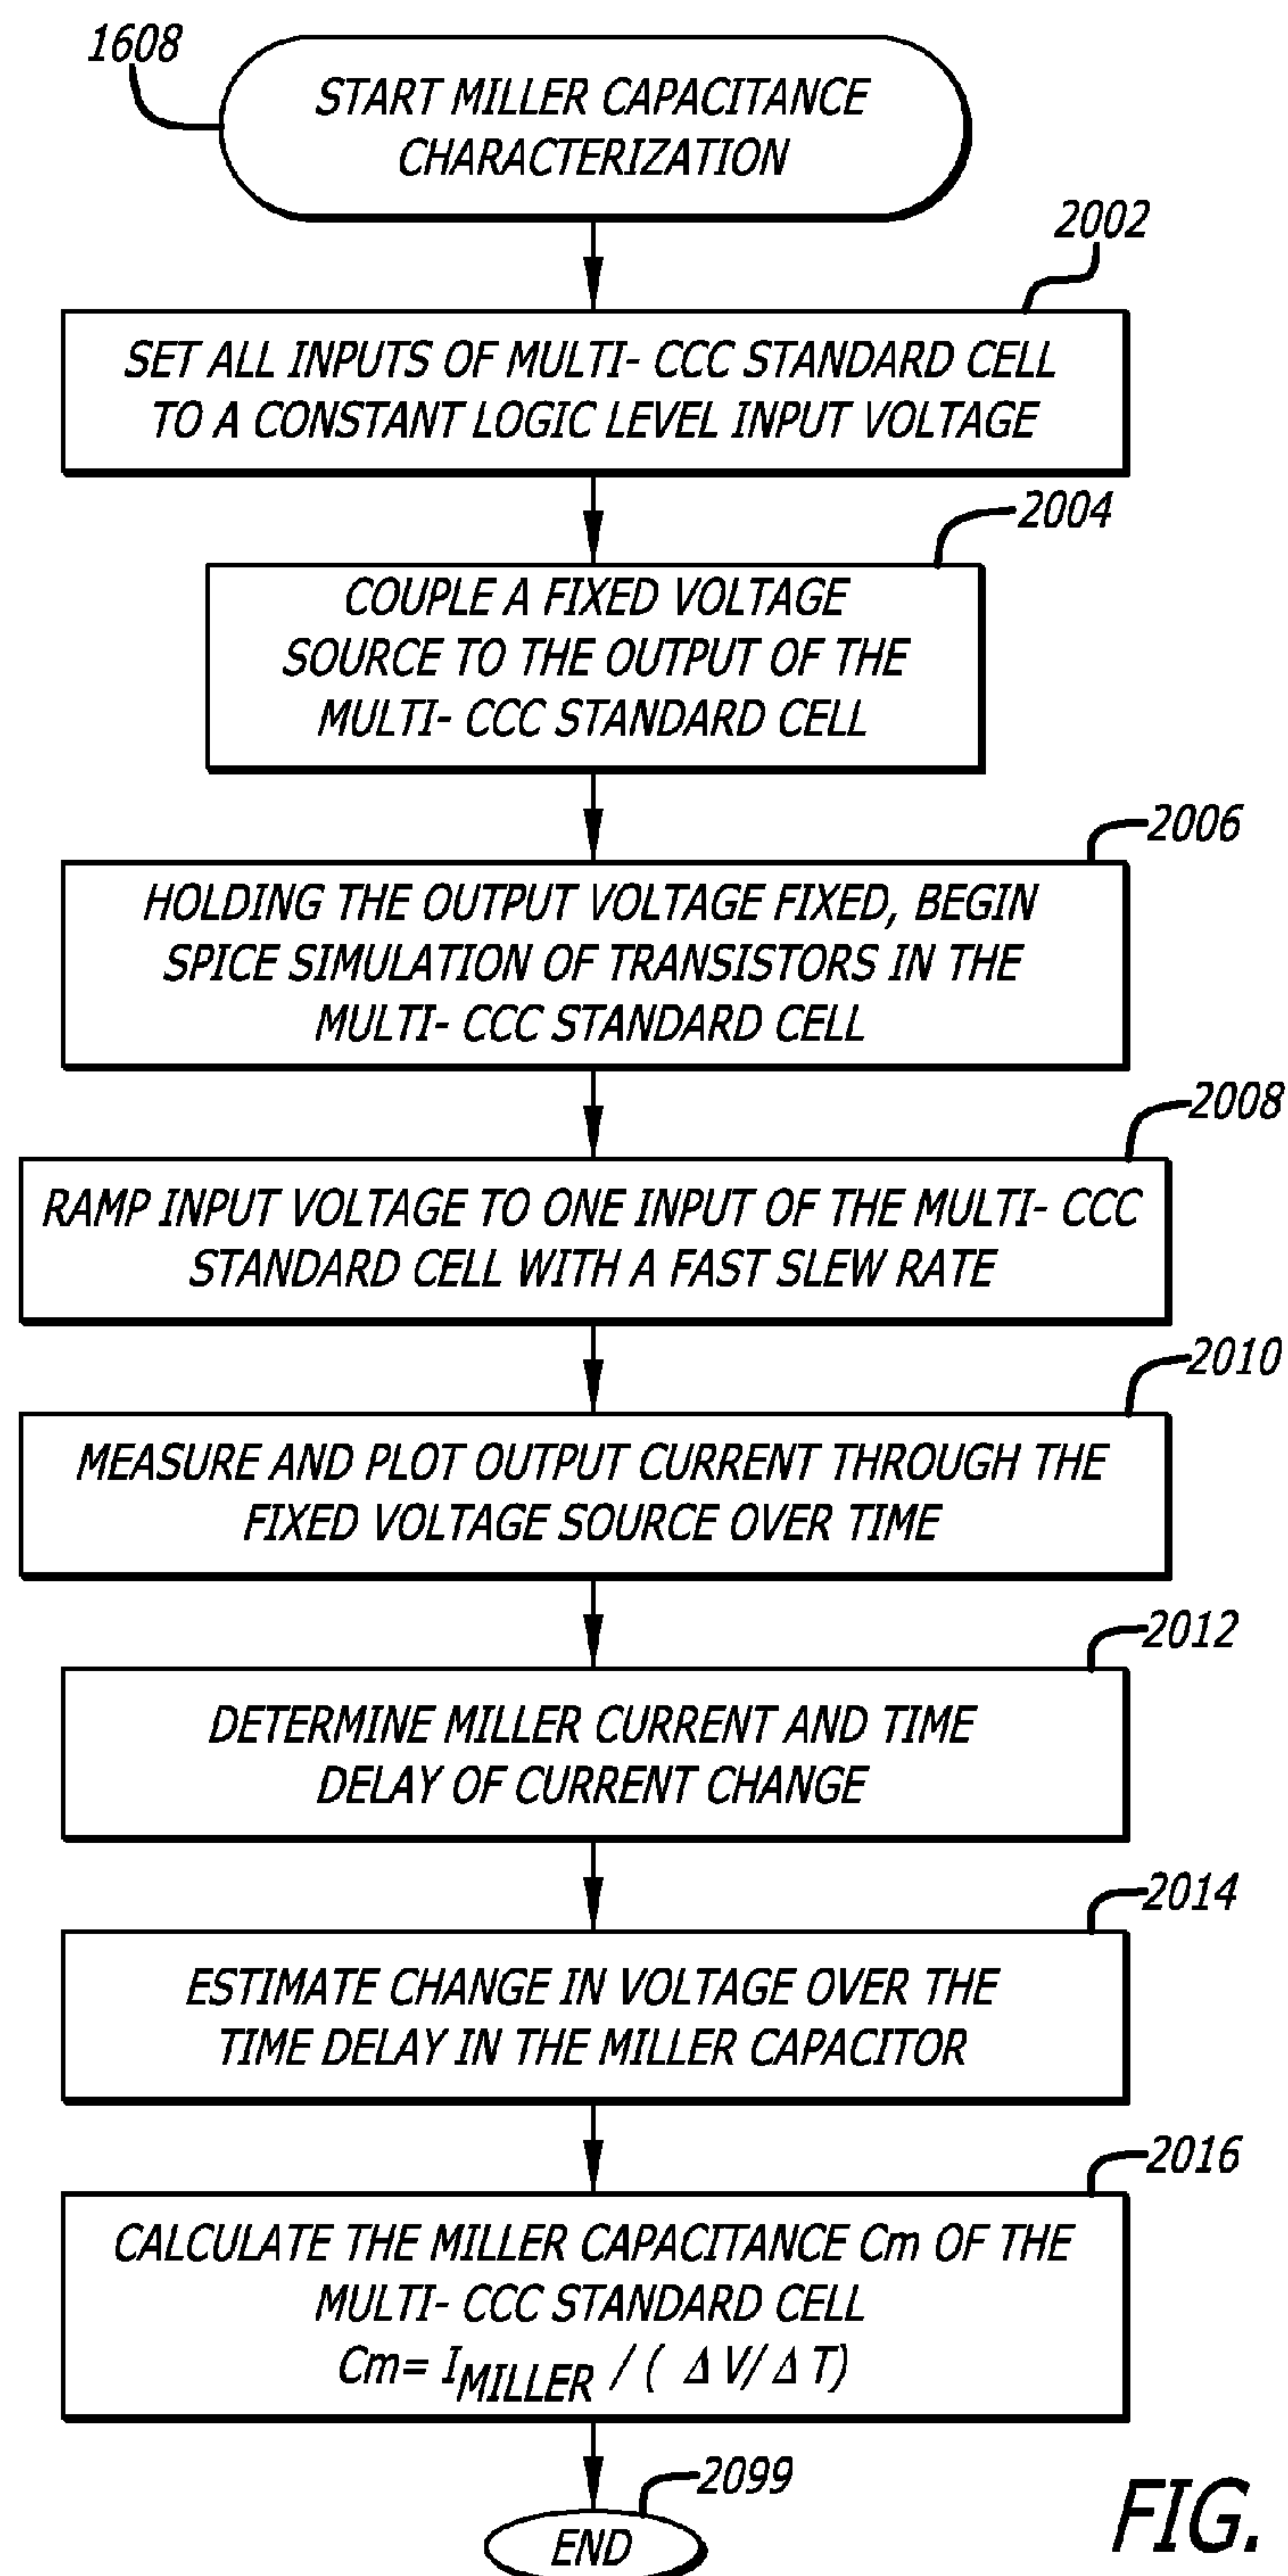 1608
START MILLER CAPACITANCE
CHARACTERIZATION
2002
SET ALL INPUTS OF MULTI- CCC STANDARD CELL
TO A CONSTANT LOGIC LEVEL INPUT VOLTAGE
2004
COUPLE A FIXED VOLTAGE
SOURCE TO THE OUTPUT OF THE
MULTI- CCC STANDARD CELL
2006
HOLDING THE OUTPUT VOLTAGE FIXED, BEGIN
SPICE SIMULATION OF TRANSISTORS IN THE
MULTI- CCC STANDARD CELL
2008
RAMP INPUT VOLTAGE TO ONE INPUT OF THE MULTI- CCC
STANDARD CELL WITH A FAST SLEW RATE
2010
MEASURE AND PLOT OUTPUT CURRENT THROUGH THE
FIXED VOLTAGE SOURCE OVER TIME
2012
DETERMINE MILLER CURRENT AND TIME
DELAY OF CURRENT CHANGE
2014
ESTIMATE CHANGE IN VOLTAGE OVER THE
TIME DELAY IN THE MILLER CAPACITOR
2016
CALCULATE THE MILLER CAPACITANCE Cm OF THE
MULTI- CCC STANDARD CELL
Cm= I MILLER / ( Δ V/ Δ T)
2099
END
FIG.